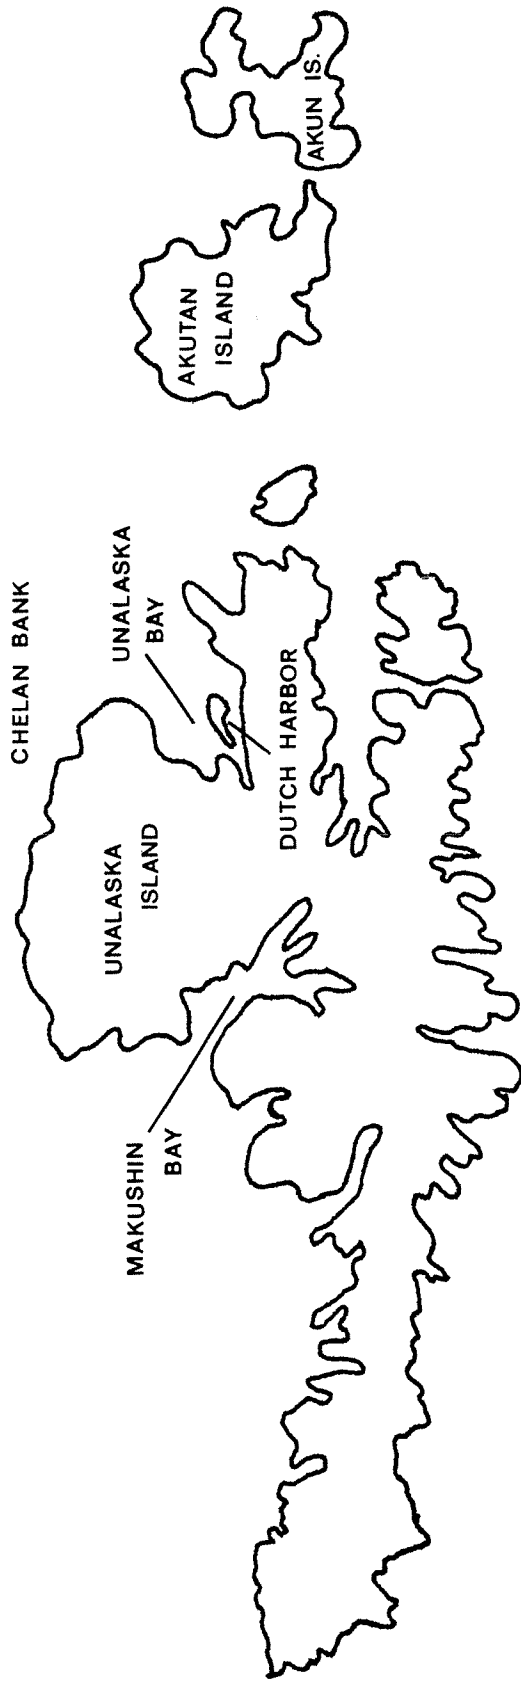 CHELAN BANK
UNALASKA
BAY
AKUTAN
ISLAND
AKUN IS.
UNALASKA
ISLAND
DUTCH HARBOR
MAKUSHIN
BAY